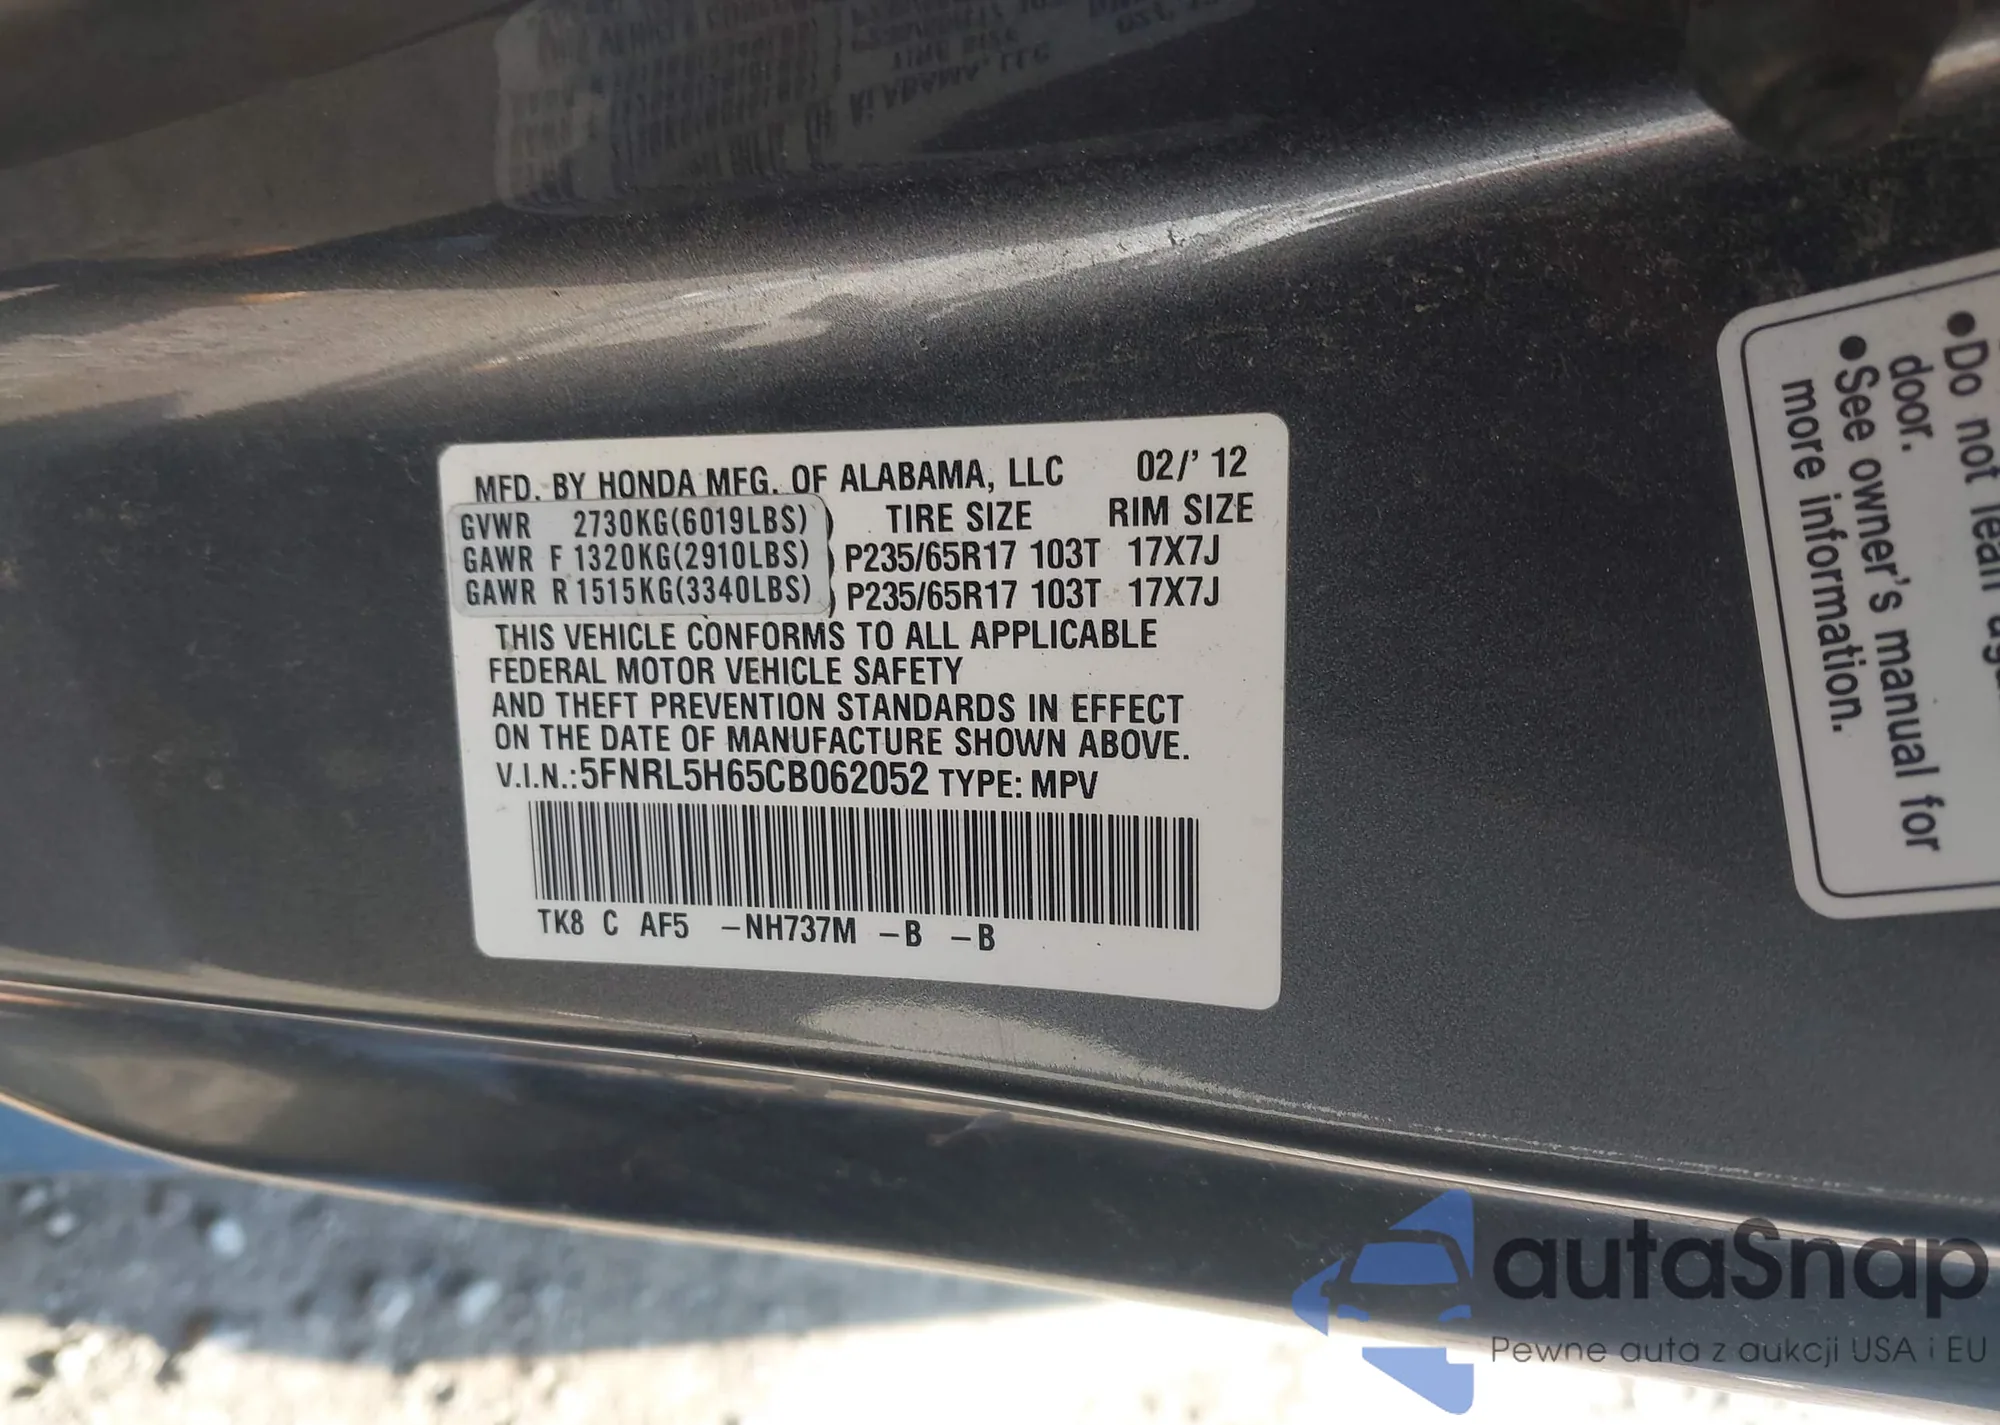 MFD. BY HONDA MFG. OF ALABAMA, LLC 02/' 12
GVWR 2730KG(6019LBS) TIRE SIZE RIM SIZE
GAWR F 1320KG(2910LBS) P235/65R17 103T 17X7J
GAWR R 1515KG(3340LBS) P235/65R17 103T 17X7J
THIS VEHICLE CONFORMS TO ALL APPLICABLE
FEDERAL MOTOR VEHICLE SAFETY
AND THEFT PREVENTION STANDARDS IN EFFECT
ON THE DATE OF MANUFACTURE SHOWN ABOVE.
V.I.N.:5FNRL5H65CB062052 TYPE: MPV
TK8 C AF5 -NH737M -B -B
•Do not lean
door.
•See owner's manual for
more information.
autaSnap
Pewne auta z aukcji USA i EU